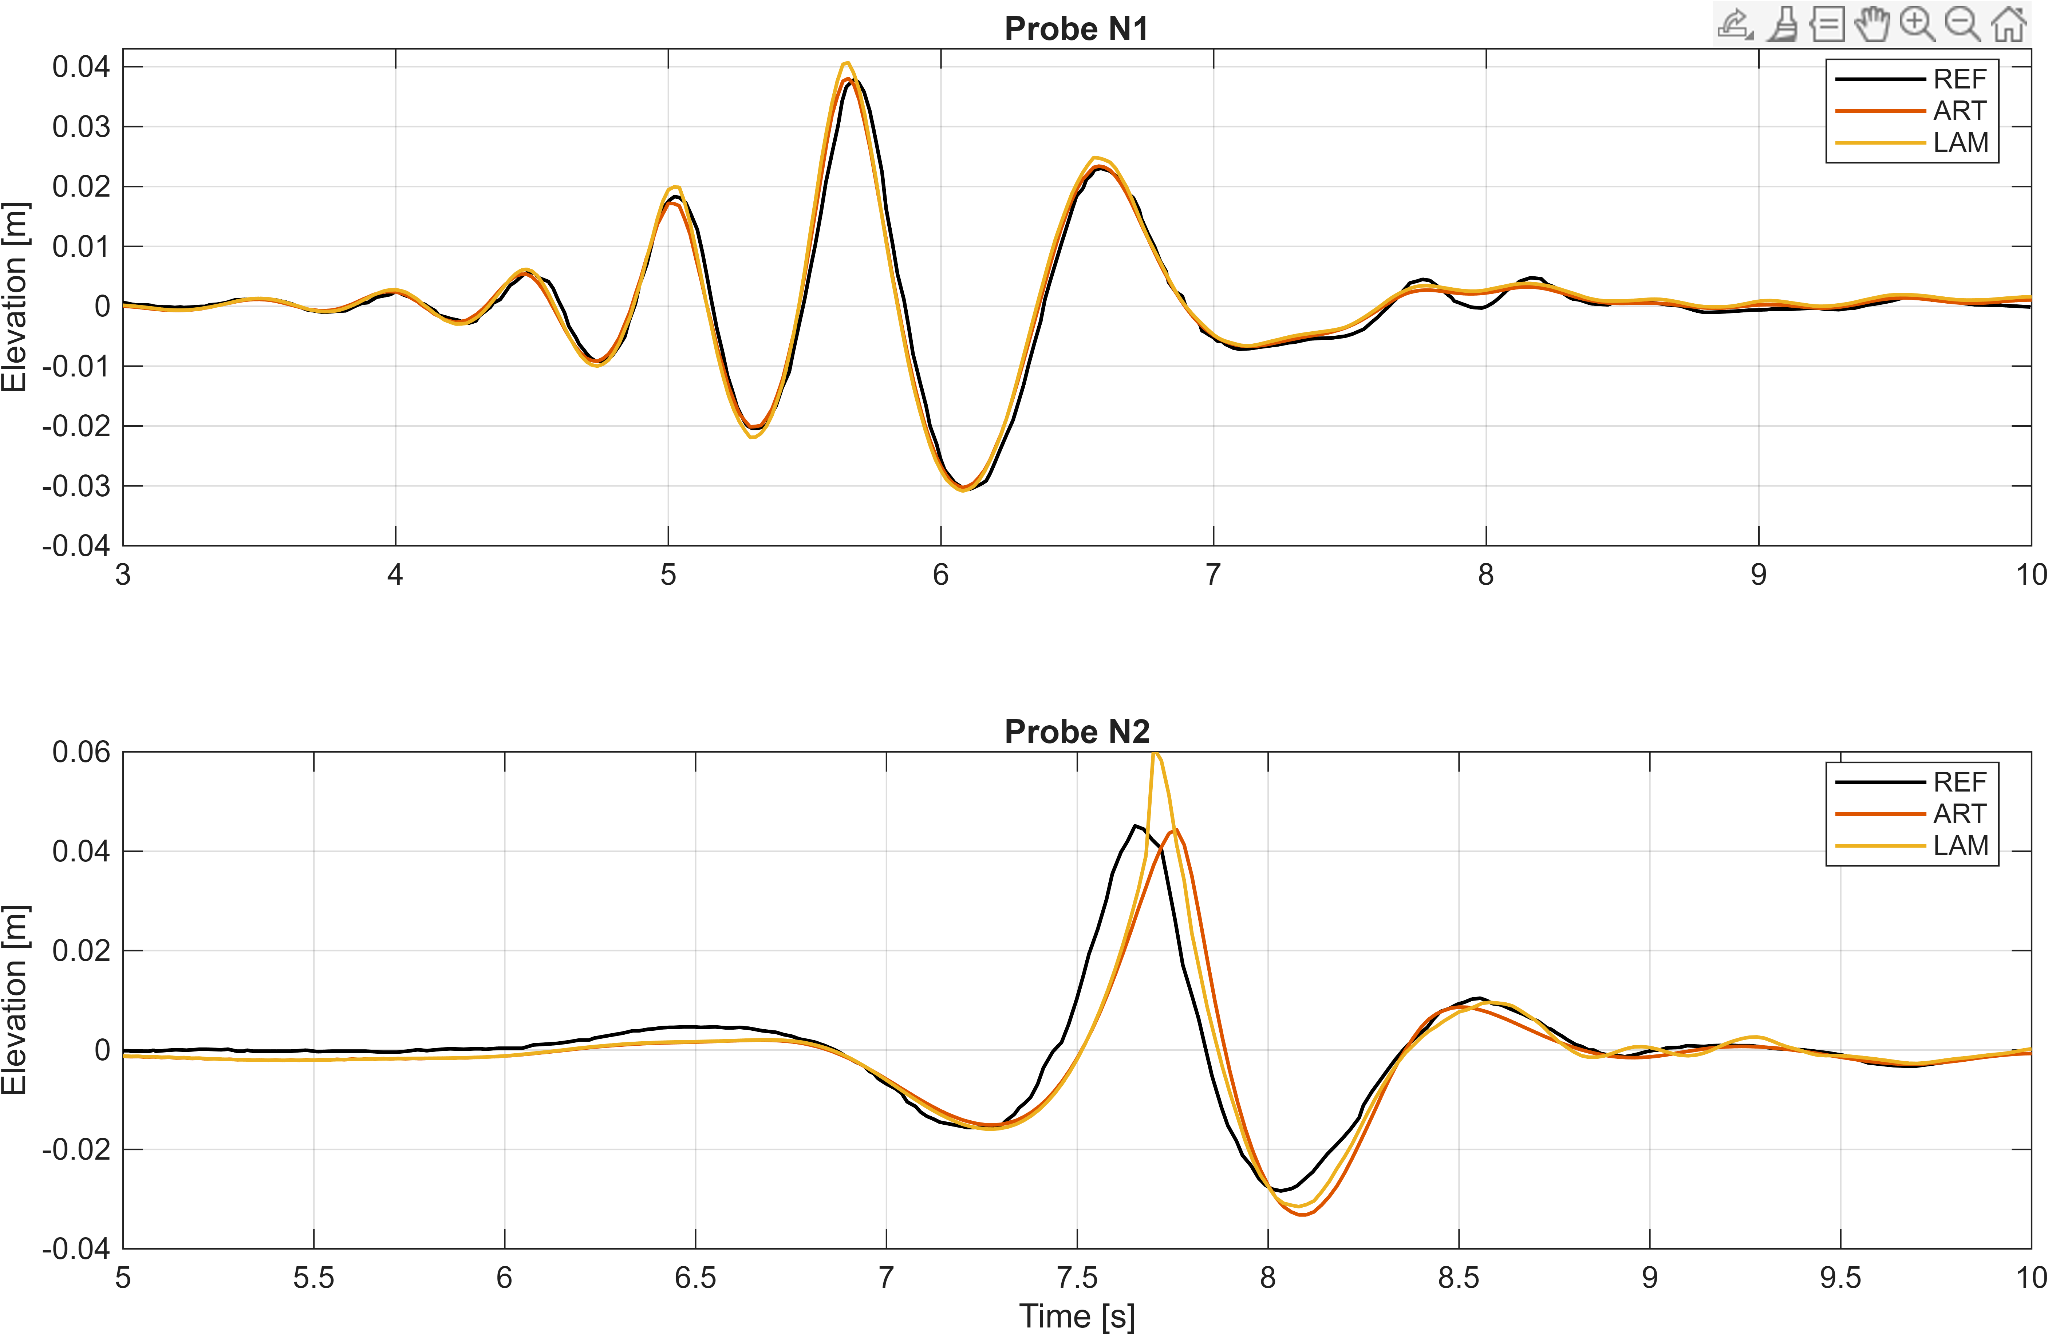 Probe N1
0.04
0.03
0.02
0.01
0
-0.01
-0.02
-0.03
-0.04
Elevation [m]
3 4 5 6 7 8 9 10
REF
ART
LAM
Probe N2
0.06
0.04
0.02
0
-0.02
-0.04
Elevation [m]
5 5.5 6 6.5 7 7.5 8 8.5 9 9.5 10
Time [s]
REF
ART
LAM